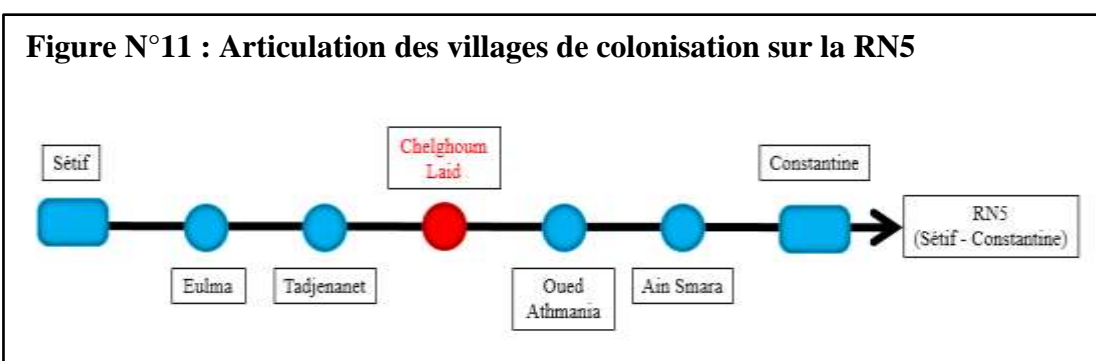 Figure N°11 : Articulation des villages de colonisation sur la RN5
Sétif
Chelghoum
Laid
Constantine
RN5
(Sétif - Constantine)
Eulma
Tadjenanet
Oued
Athmania
Ain Smara